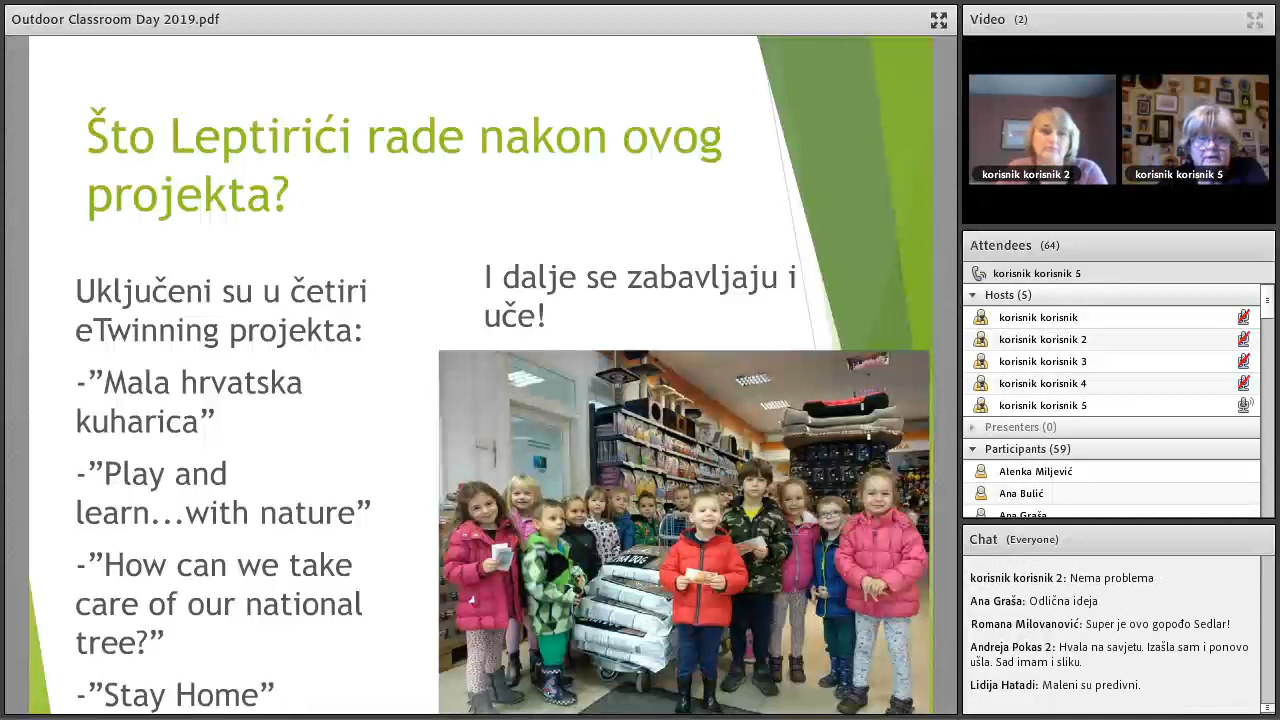 Outdoor Classroom Day 2019.pdf
Što Leptirići rade nakon ovog
projekta?
Uključeni su u četiri
eTwinning projekta:
-”Mala hrvatska
kuharica”
-”Play and
learn...with nature”
-”How can we take
care of our national
tree?”
-”Stay Home”
I dalje se zabavljaju i
uče!
Video (2)
korisnik korisnik 2
korisnik korisnik 5
Attendees (64)
korisnik korisnik 5
Hosts (5)
korisnik korisnik
korisnik korisnik 2
korisnik korisnik 3
korisnik korisnik 4
korisnik korisnik 5
Presenters (0)
Participants (59)
Alenka Miljević
Ana Bulić
Ana Graša
Chat (Everyone)
korisnik korisnik 2: Nema problema
Ana Graša: Odlična ideja
Romana Milovanović: Super je ovo gopođo Sedlar!
Andreja Pokas 2: Hvala na savjetu. Izašla sam i ponovo
ušla. Sad imam i sliku.
Lidija Hatadi: Maleni su predivni.